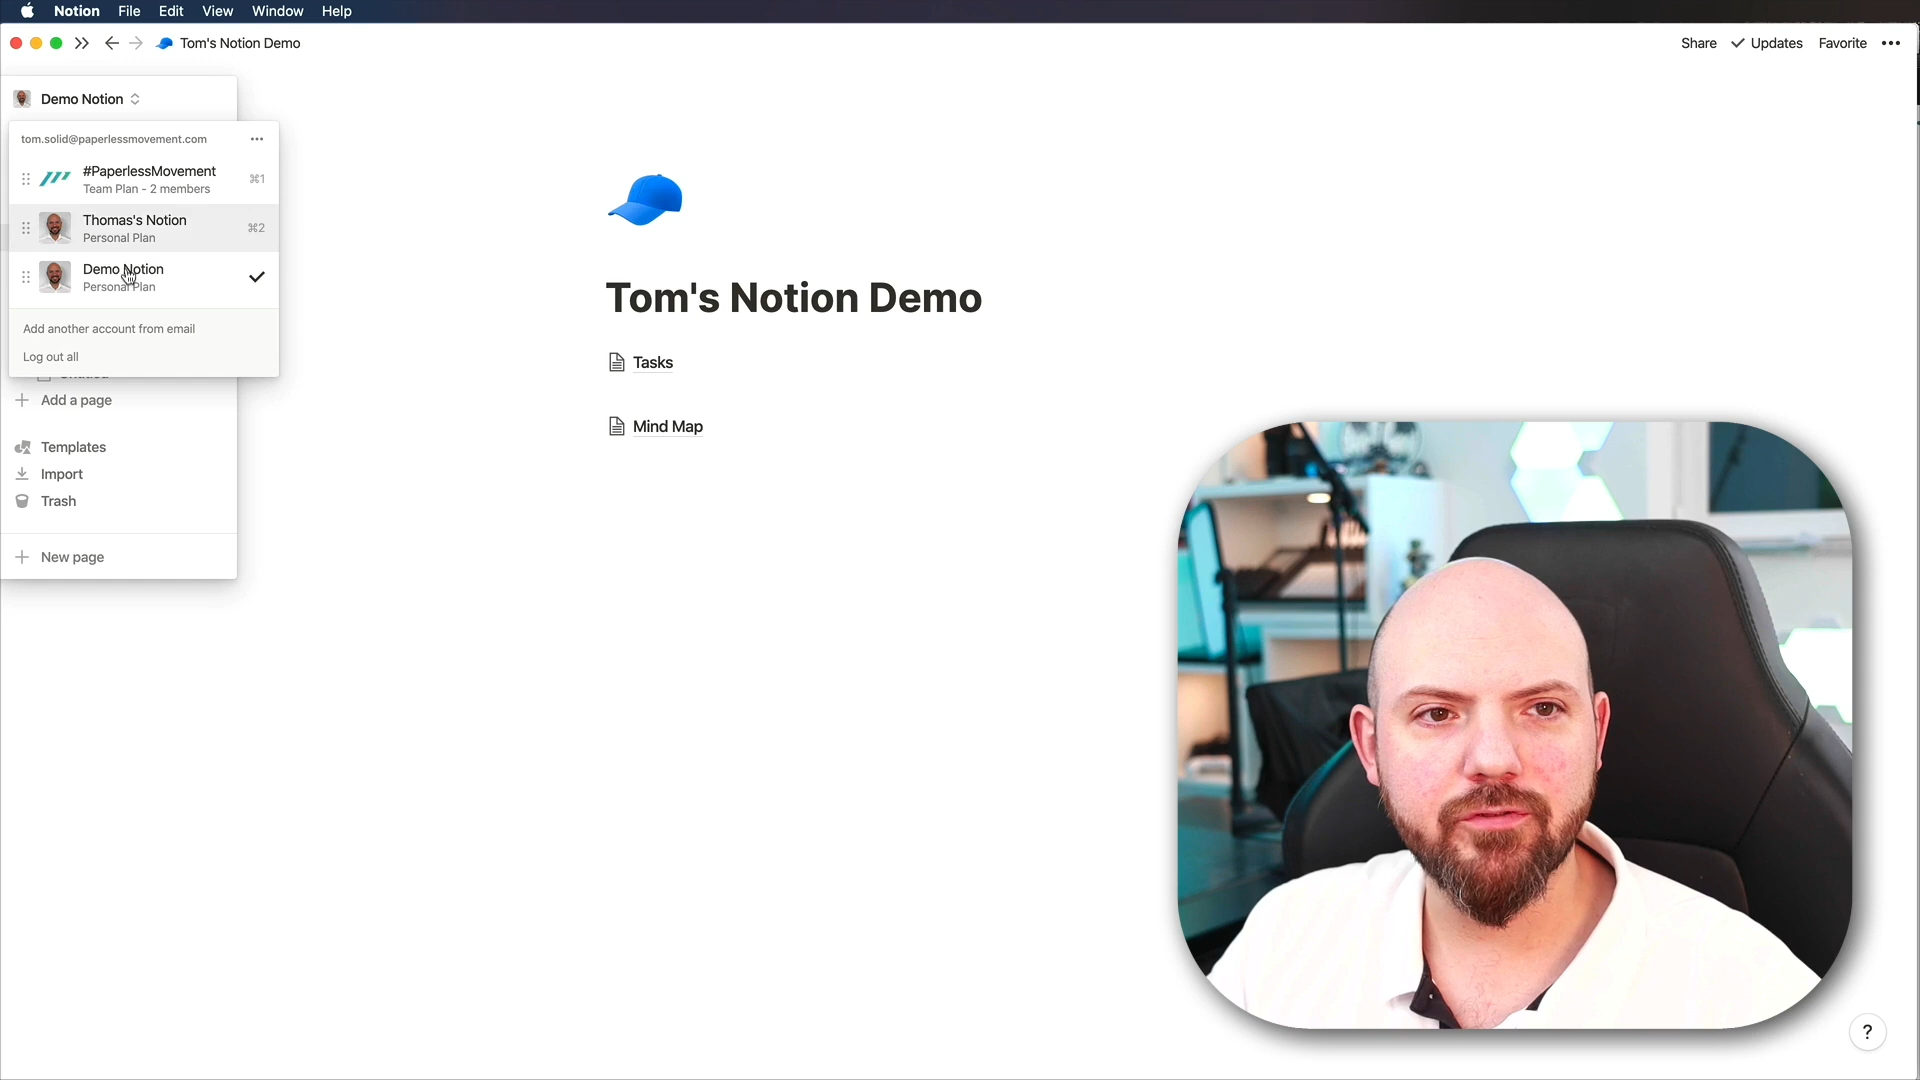 Notion File Edit View Window Help
Tom's Notion Demo
Share Updates Favorite
Demo Notion
tom.solid@paperlessmovement.com
#PaperlessMovement
Team Plan - 2 members
⌘1
Thomas's Notion
Personal Plan
⌘2
Demo Notion
Personal Plan
Add another account from email
Log out all
Add a page
Templates
Import
Trash
New page
Tom's Notion Demo
Tasks
Mind Map
?